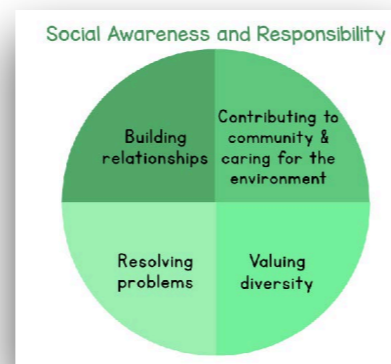 Social Awareness and Responsibility
Building
relationships
Contributing to
community &
caring for the
environment
Resolving
problems
Valuing
diversity